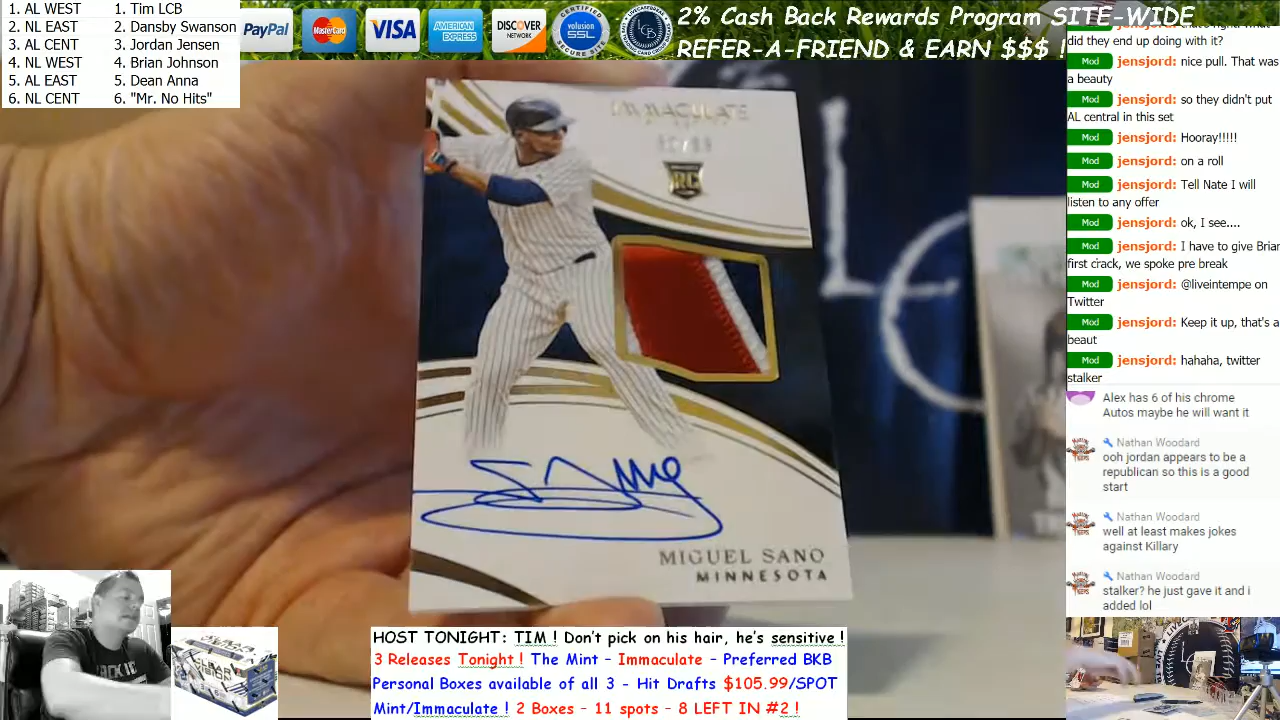 1. AL WEST
2. NL EAST
3. AL CENT
4. NL WEST
5. AL EAST
6. NL CENT
1. Tim LCB
2. Dansby Swanson
3. Jordan Jensen
4. Brian Johnson
5. Dean Anna
6. "Mr. No Hits"
PayPal
MasterCard
VISA
AMERICAN EXPRESS
DISCOVER
NETWORK
CERTIFIED
volusion
SSL
SECURE SITE
LCB
2% Cash Back Rewards Program SITE-WIDE
REFER-A-FRIEND & EARN $$$ !
did they end up doing with it?
Mod jensjord: nice pull. That was
a beauty
Mod jensjord: so they didn't put
AL central in this set
Mod jensjord: Hooray!!!!!
Mod jensjord: on a roll
Mod jensjord: Tell Nate I will
listen to any offer
Mod jensjord: ok, I see....
Mod jensjord: I have to give Brian
first crack, we spoke pre break
Mod jensjord: @liveintempe on
Twitter
Mod jensjord: Keep it up, that's a
beaut
Mod jensjord: hahaha, twitter
stalker
Alex has 6 of his chrome
Autos maybe he will want it
Nathan Woodard
ooh jordan appears to be a
republican so this is a good
start
Nathan Woodard
well at least makes jokes
against Killary
Nathan Woodard
stalker? he just gave it and i
added lol
IMMACULATE
RC
MIGUEL SANO
MINNESOTA
HOST TONIGHT: TIM ! Don't pick on his hair, he's sensitive !
3 Releases Tonight ! The Mint - Immaculate - Preferred BKB
Personal Boxes available of all 3 - Hit Drafts $105.99/SPOT
Mint/Immaculate ! 2 Boxes - 11 spots - 8 LEFT IN #2 !